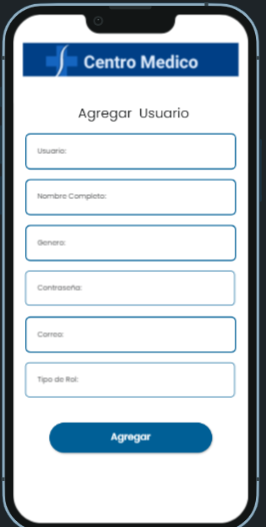 Centro Medico
Agregar Usuario
Usuario:
Nombre Completo:
Genero:
Contraseña:
Correo:
Tipo de Rol:
Agregar